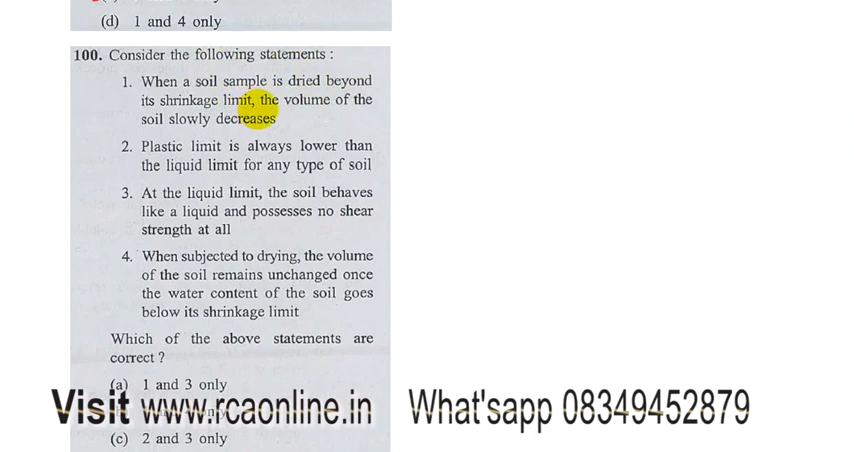 (d) 1 and 4 only
100. Consider the following statements :
1. When a soil sample is dried beyond
its shrinkage limit, the volume of the
soil slowly decreases
2. Plastic limit is always lower than
the liquid limit for any type of soil
3. At the liquid limit, the soil behaves
like a liquid and possesses no shear
strength at all
4. When subjected to drying, the volume
of the soil remains unchanged once
the water content of the soil goes
below its shrinkage limit
Which of the above statements are
correct ?
(a) 1 and 3 only
Visit www.rcaonline.in What'sapp 08349452879
(c) 2 and 3 only